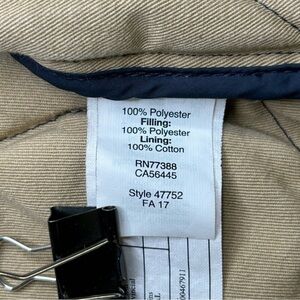 100% Polyester
Filling:
100% Polyester
Lining:
100% Cotton
RN77388
CA56445
Style 47752
FA 17